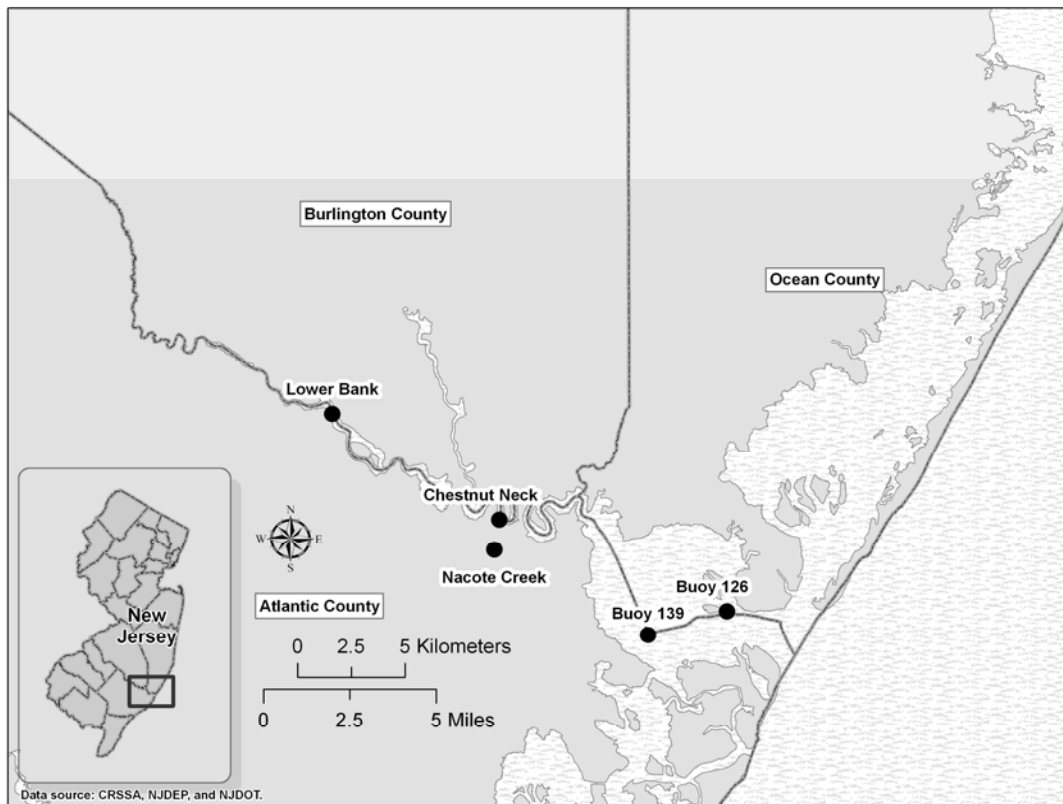 Burlington County
Ocean County
Lower Bank
Chestnut Neck
Nacote Creek
Buoy 126
Buoy 139
N
W E
S
Atlantic County
New
Jersey
0 2.5 5 Kilometers
0 2.5 5 Miles
Data source: CRSSA, NJDEP, and NJDOT.